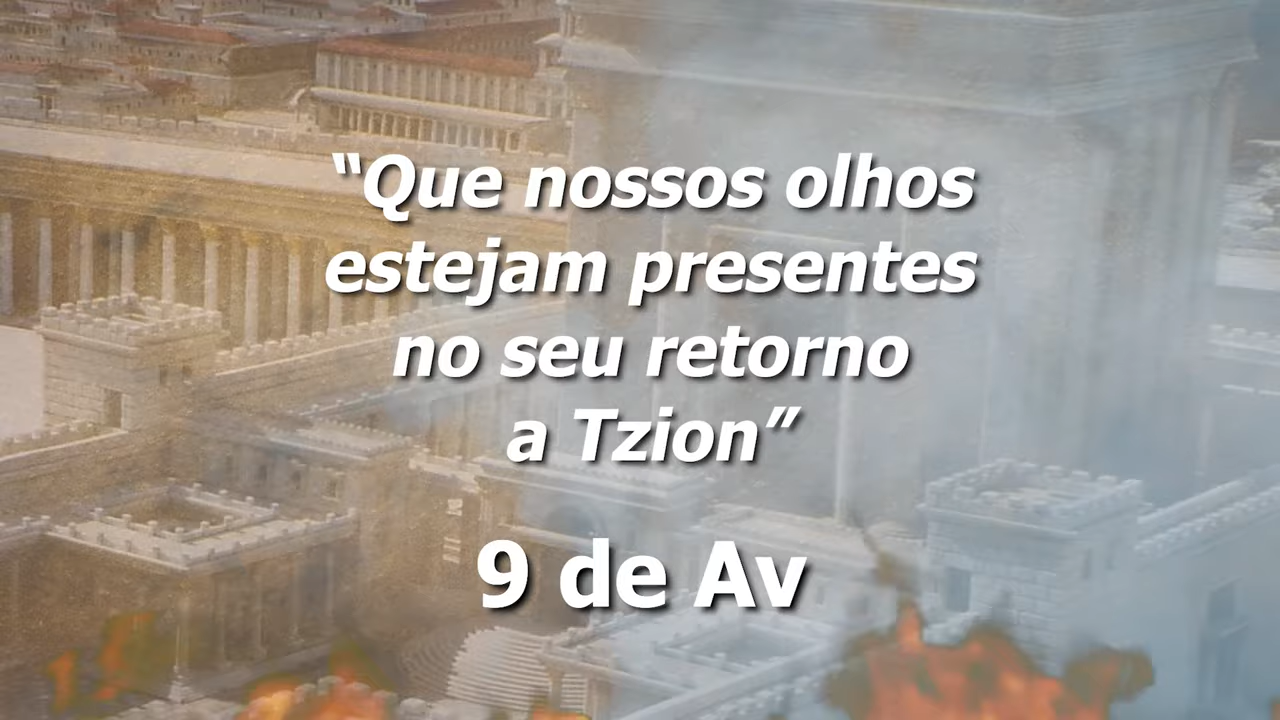 “Que nossos olhos
estejam presentes
no seu retorno
a Tzion”
9 de Av